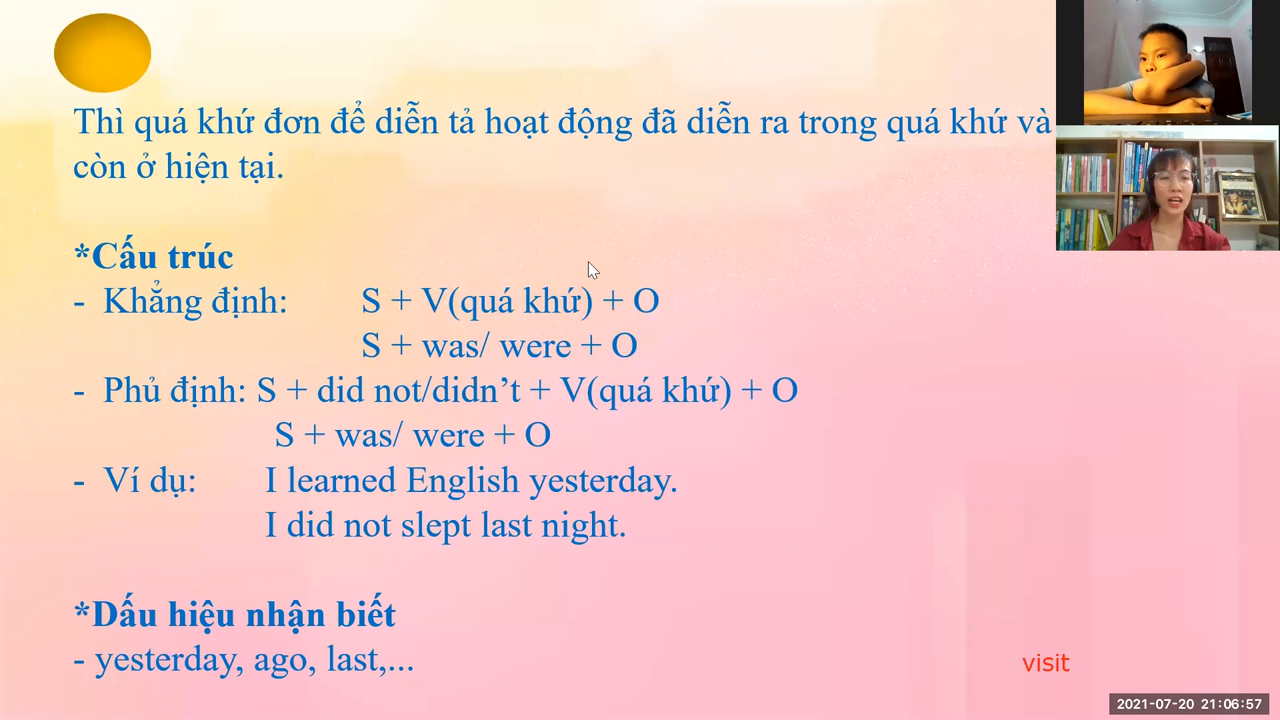 Thì quá khứ đơn để diễn tả hoạt động đã diễn ra trong quá khứ và
còn ở hiện tại.
*Cấu trúc
- Khẳng định: S + V(quá khứ) + O
S + was/ were + O
- Phủ định: S + did not/didn’t + V(quá khứ) + O
S + was/ were + O
- Ví dụ: I learned English yesterday.
I did not slept last night.
*Dấu hiệu nhận biết
- yesterday, ago, last,...
visit
2021-07-20 21:06:57